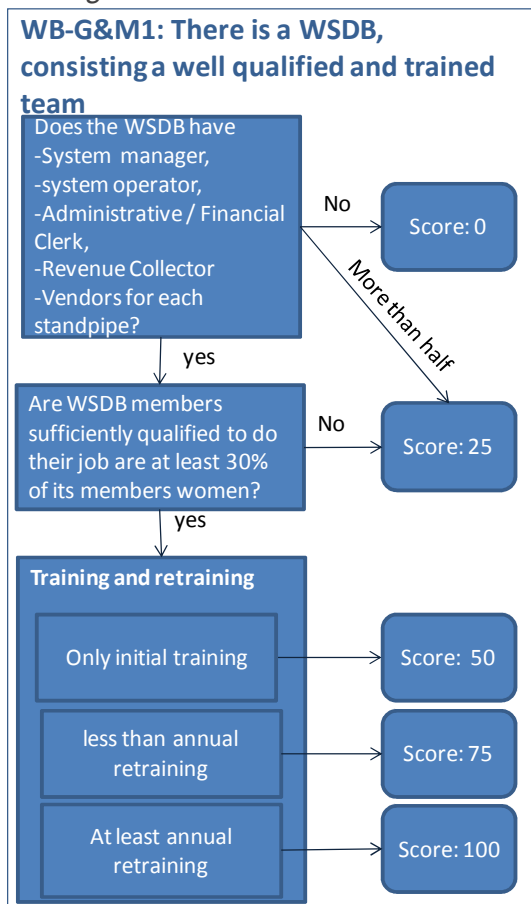 WB-G&M1: There is a WSDB,
consisting a well qualified and trained
team
Does the WSDB have
-System manager,
-system operator,
-Administrative / Financial
Clerk,
-Revenue Collector
-Vendors for each
standpipe?
No
Score: 0
More than half
yes
Are WSDB members
sufficiently qualified to do
their job are at least 30%
of its members women?
No
Score: 25
yes
Training and retraining
Only initial training
Score: 50
less than annual
retraining
Score: 75
At least annual
retraining
Score: 100